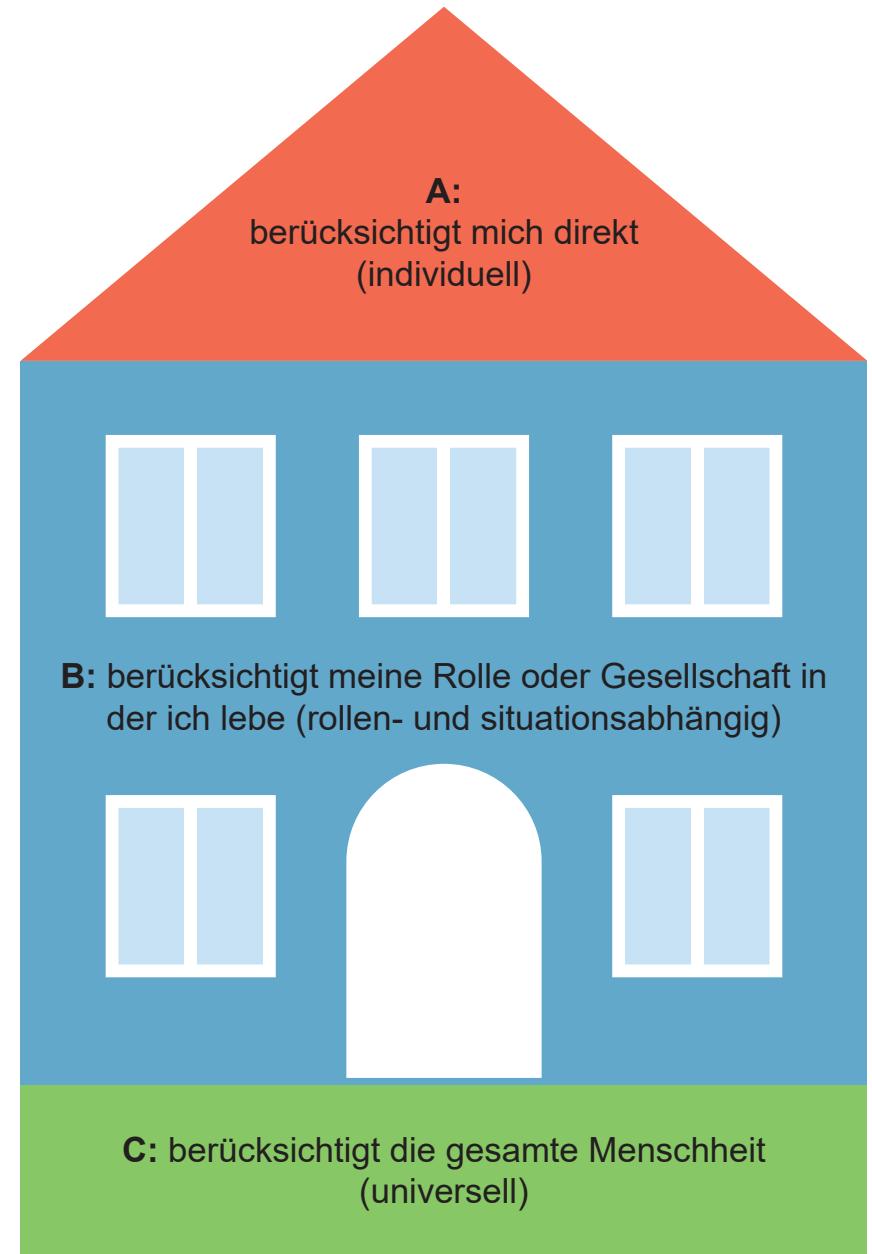 A:
berücksichtigt mich direkt
(individuell)
B: berücksichtigt meine Rolle oder Gesellschaft in
der ich lebe (rollen- und situationsabhängig)
C: berücksichtigt die gesamte Menschheit
(universell)